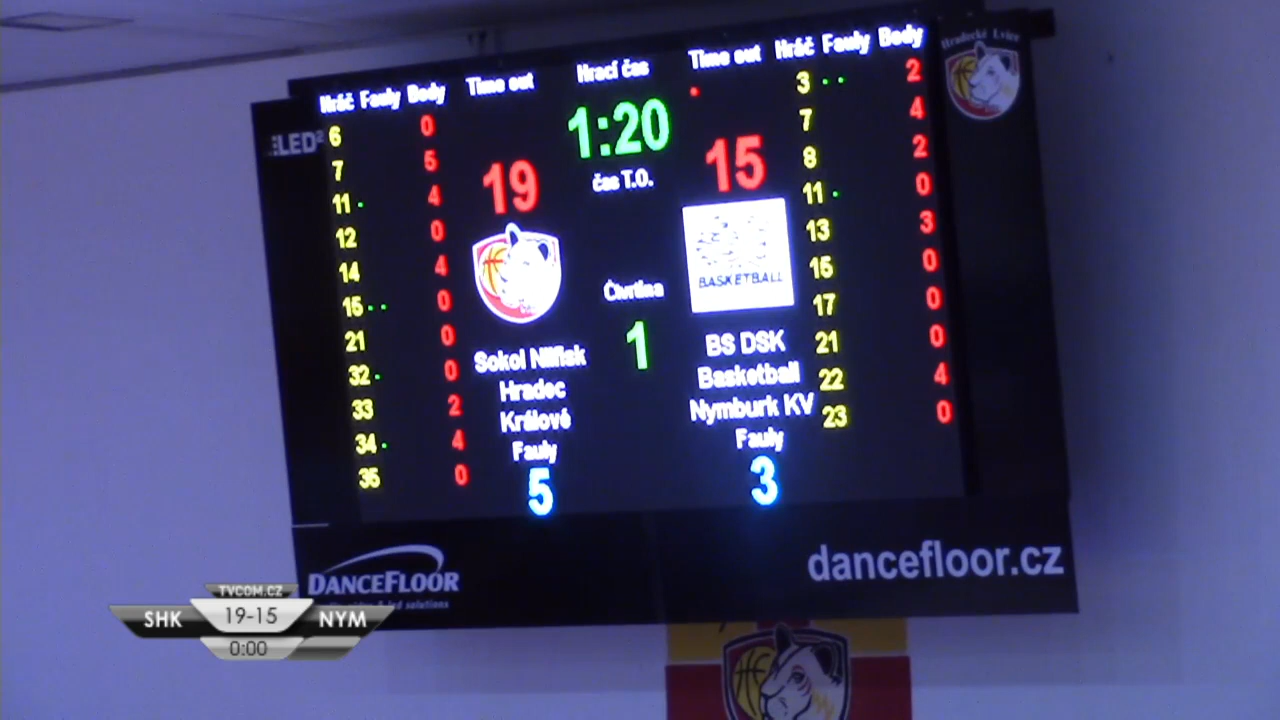 Hráč Fauly Body
Time out
Hrací čas
Time out
Hráč Fauly Body
Hradecké Lvice
LED²
1:20
čas T.O.
19
15
6 0
7 5
11 4
12 0
14 4
15 0
21 0
32 0
33 2
34 4
35 0
3 2
7 4
8 2
11 0
13 3
15 0
17 0
21 0
22 4
23 0
BASKETBALL
Čtvrtina
1
Sokol Nilfisk
Hradec
Králové
Fauly
5
BS DSK
Basketball
Nymburk KV
Fauly
3
DANCEFLOOR
led solutions
dancefloor.cz
TVCOM.CZ
SHK 19-15 NYM
0:00